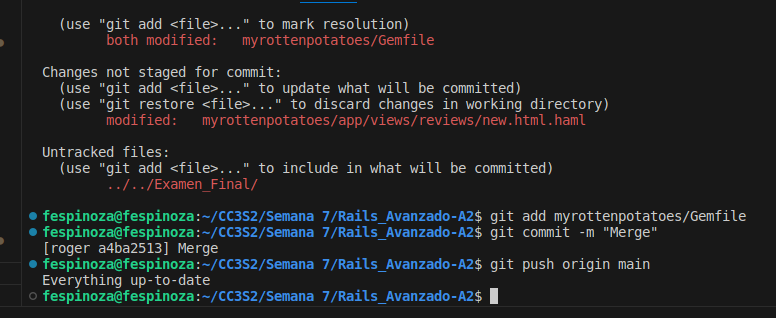 (use "git add <file>..." to mark resolution)
both modified:   myrottenpotatoes/Gemfile
Changes not staged for commit:
(use "git add <file>..." to update what will be committed)
(use "git restore <file>..." to discard changes in working directory)
modified:   myrottenpotatoes/app/views/reviews/new.html.haml
Untracked files:
(use "git add <file>..." to include in what will be committed)
../../Examen_Final/
fespinoza@fespinoza:~/CC3S2/Semana 7/Rails_Avanzado-A2$ git add myrottenpotatoes/Gemfile
fespinoza@fespinoza:~/CC3S2/Semana 7/Rails_Avanzado-A2$ git commit -m "Merge"
[roger a4ba2513] Merge
fespinoza@fespinoza:~/CC3S2/Semana 7/Rails_Avanzado-A2$ git push origin main
Everything up-to-date
fespinoza@fespinoza:~/CC3S2/Semana 7/Rails_Avanzado-A2$